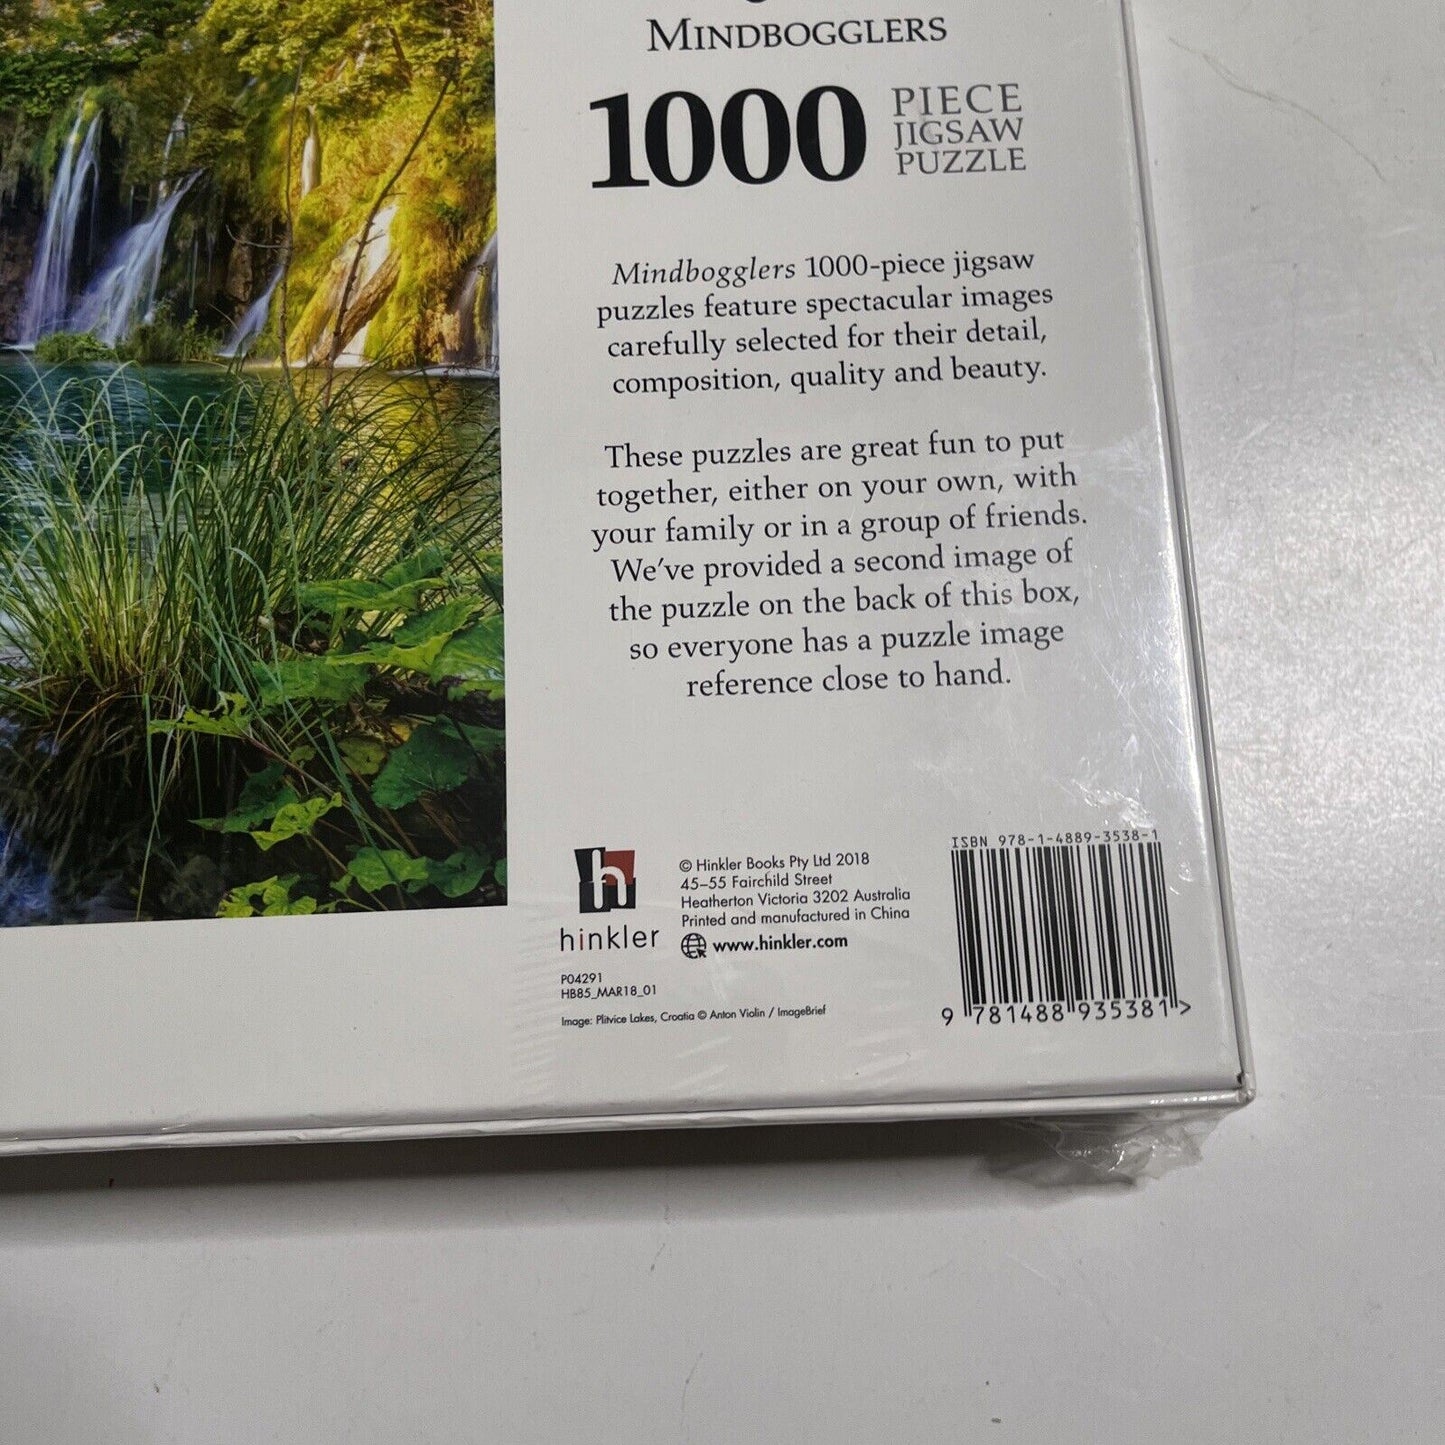 MINDBOGGLERS
1000 PIECE
JIGSAW
PUZZLE
Mindbogglers 1000-piece jigsaw
puzzles feature spectacular images
carefully selected for their detail,
composition, quality and beauty.
These puzzles are great fun to put
together, either on your own, with
your family or in a group of friends.
We've provided a second image of
the puzzle on the back of this box,
so everyone has a puzzle image
reference close to hand.
h
hinkler
© Hinkler Books Pty Ltd 2018
45–55 Fairchild Street
Heatherton Victoria 3202 Australia
Printed and manufactured in China
www.hinkler.com
P04291
HB85_MAR18_01
Image: Plitvice Lakes, Croatia © Anton Violin / ImageBrief
ISBN 978-1-4889-3538-1
9 781488 935381 >